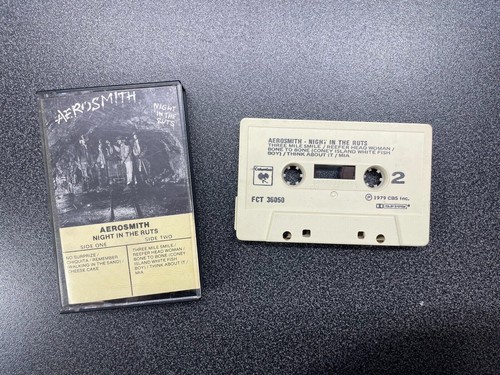 AEROSMITH
NIGHT
IN THE
RUTS
AEROSMITH
NIGHT IN THE RUTS
SIDE ONE
SIDE TWO
NO SURPRIZE /
CHIQUITA / REMEMBER
(WALKING IN THE SAND) /
CHEESE CAKE
THREE MILE SMILE /
REEFER HEAD WOMAN /
BONE TO BONE (CONEY
ISLAND WHITE FISH
BOY) / THINK ABOUT IT /
MIA
AEROSMITH - NIGHT IN THE RUTS
THREE MILE SMILE / REEFER HEAD WOMAN /
BONE TO BONE (CONEY ISLAND WHITE FISH
BOY) / THINK ABOUT IT / MIA
Columbia
2
FCT 36050
Ⓟ 1979 CBS INC.